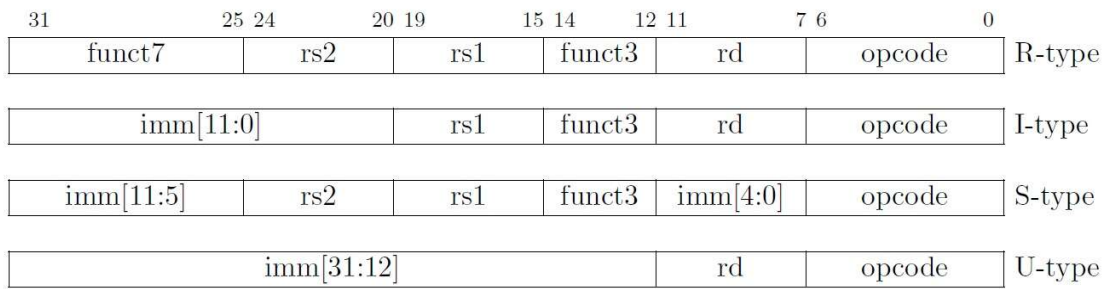 31 25 24 20 19 15 14 12 11 7 6 0
funct7 rs2 rs1 funct3 rd opcode R-type
imm[11:0] rs1 funct3 rd opcode I-type
imm[11:5] rs2 rs1 funct3 imm[4:0] opcode S-type
imm[31:12] rd opcode U-type